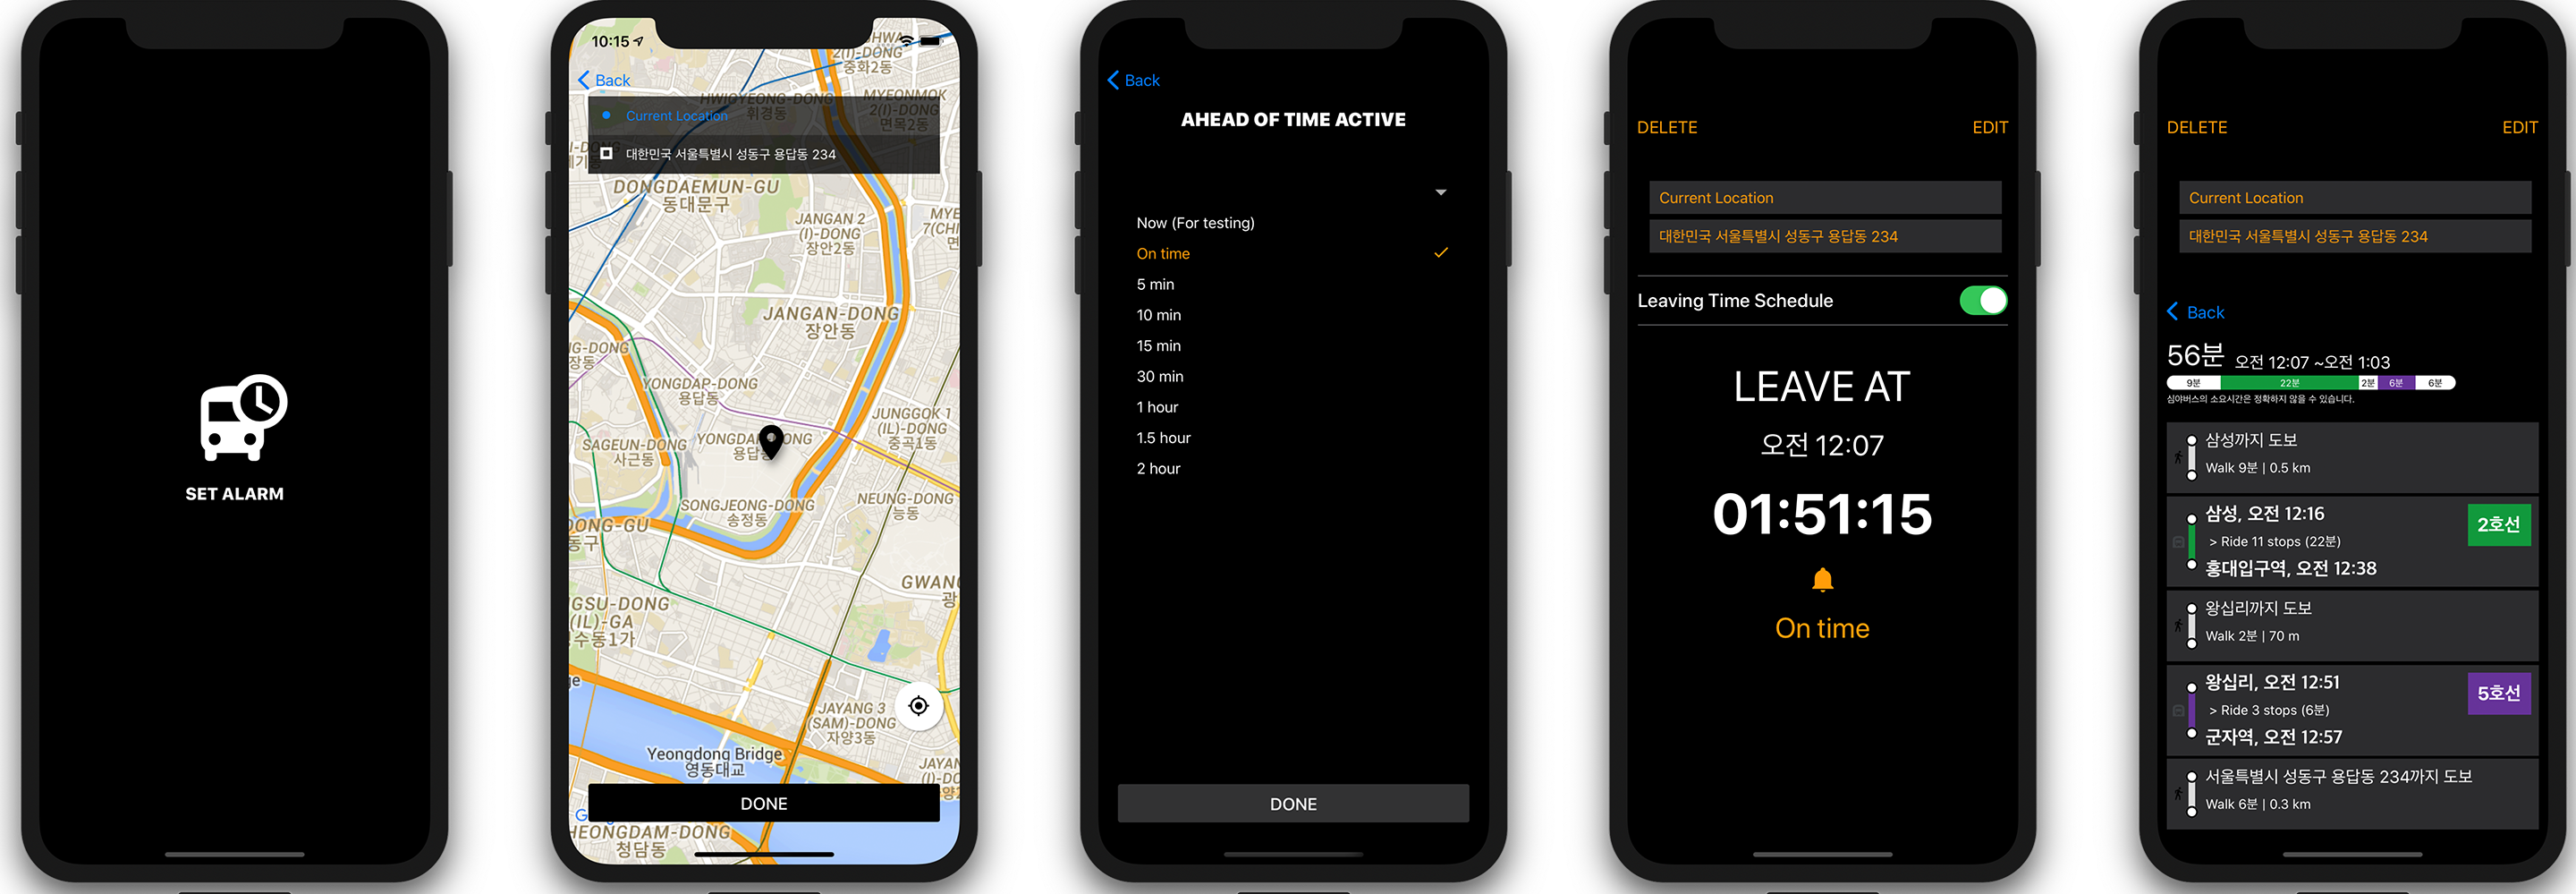 SET ALARM
10:15
Back
Current Location
대한민국 서울특별시 성동구 용답동 234
2(I)-DONG
중화2동
HWIGYEONG-DONG
휘경동
MYEONMOK
2(I)-DONG
면목2동
DONGDAEMUN-GU
동대문구
JANGAN 2
(I)-DONG
장안2동
JANGAN-DONG
장안동
YONGDAP-DONG
용답동
JUNGGOK 1
(IL)-DONG
중곡1동
SAGEUN-DONG
사근동
SONGJEONG-DONG
송정동
NEUNG-DONG
능동
JAYANG 3
(SAM)-DONG
자양3동
Yeongdong Bridge
영동대교
DONE
청담동
Back
AHEAD OF TIME ACTIVE
Now (For testing)
On time
5 min
10 min
15 min
30 min
1 hour
1.5 hour
2 hour
DONE
DELETE
EDIT
Current Location
대한민국 서울특별시 성동구 용답동 234
Leaving Time Schedule
LEAVE AT
오전 12:07
01:51:15
On time
DELETE
EDIT
Current Location
대한민국 서울특별시 성동구 용답동 234
Back
56분 오전 12:07 ~오전 1:03
9분 22분 2분 6분 6분
심야버스의 소요시간은 정확하지 않을 수 있습니다.
삼성까지 도보
Walk 9분 | 0.5 km
삼성, 오전 12:16
2호선
> Ride 11 stops (22분)
홍대입구역, 오전 12:38
왕십리까지 도보
Walk 2분 | 70 m
왕십리, 오전 12:51
5호선
> Ride 3 stops (6분)
군자역, 오전 12:57
서울특별시 성동구 용답동 234까지 도보
Walk 6분 | 0.3 km